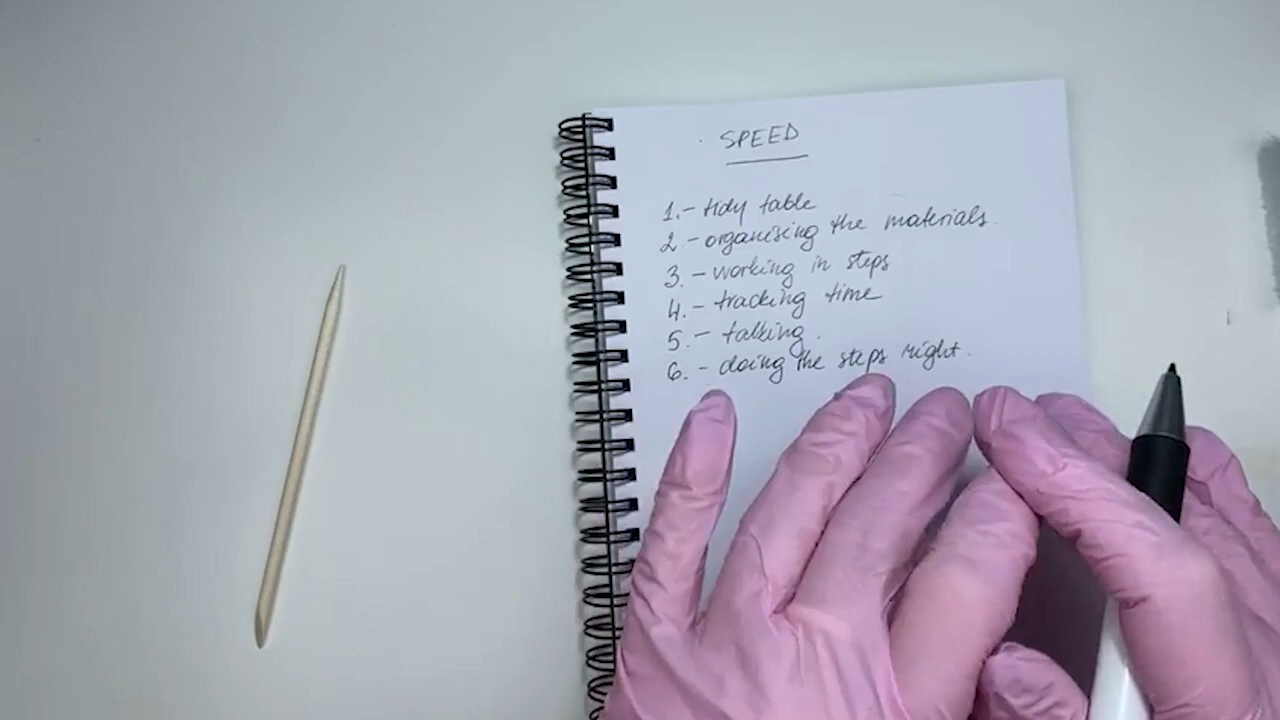 SPEED
1.- tidy table
2.- organising the materials.
3.- working in steps
4.- tracking time
5.- talking.
6.- doing the steps right.